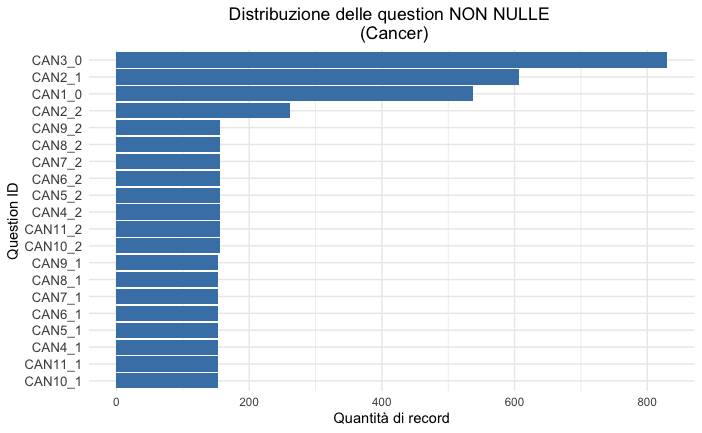 Distribuzione delle question NON NULLE
(Cancer)
Question ID
CAN3_0
CAN2_1
CAN1_0
CAN2_2
CAN9_2
CAN8_2
CAN7_2
CAN6_2
CAN5_2
CAN4_2
CAN11_2
CAN10_2
CAN9_1
CAN8_1
CAN7_1
CAN6_1
CAN5_1
CAN4_1
CAN11_1
CAN10_1
0 200 400 600 800
Quantità di record